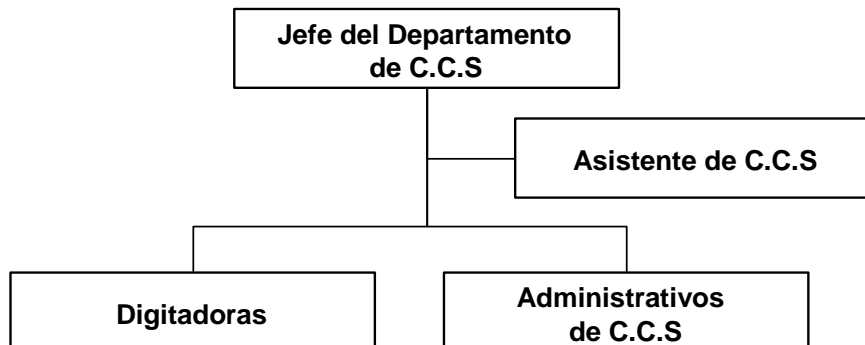 Jefe del Departamento
de C.C.S
Asistente de C.C.S
Digitadoras
Administrativos
de C.C.S